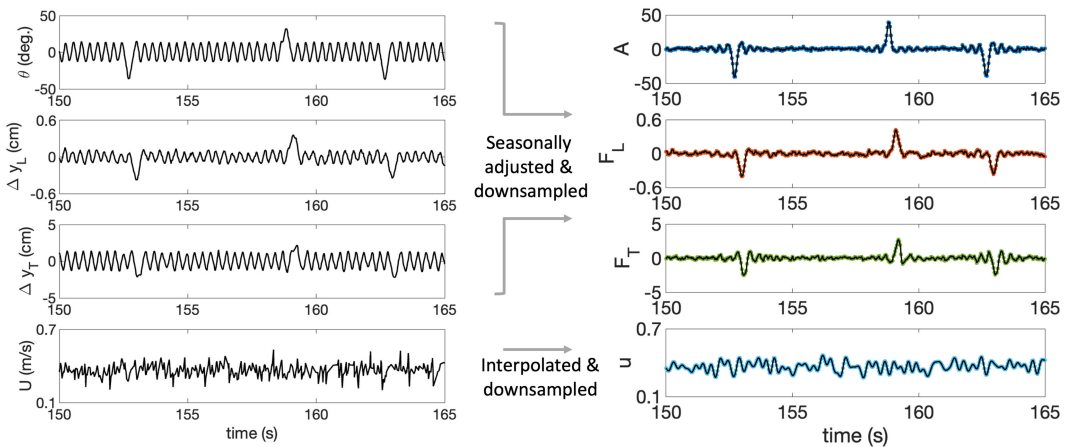 50
0
-50
θ (deg.)
150 155 160 165
0.6
0
-0.6
Δ y_L (cm)
150 155 160 165
5
0
-5
Δ y_T (cm)
150 155 160 165
0.7
0.1
U (m/s)
150 155 160 165
time (s)
Seasonally
adjusted &
downsampled
Interpolated &
downsampled
50
0
-50
A
150 155 160 165
0.6
0
-0.6
F_L
150 155 160 165
5
0
-5
F_T
150 155 160 165
0.7
0.1
u
150 155 160 165
time (s)